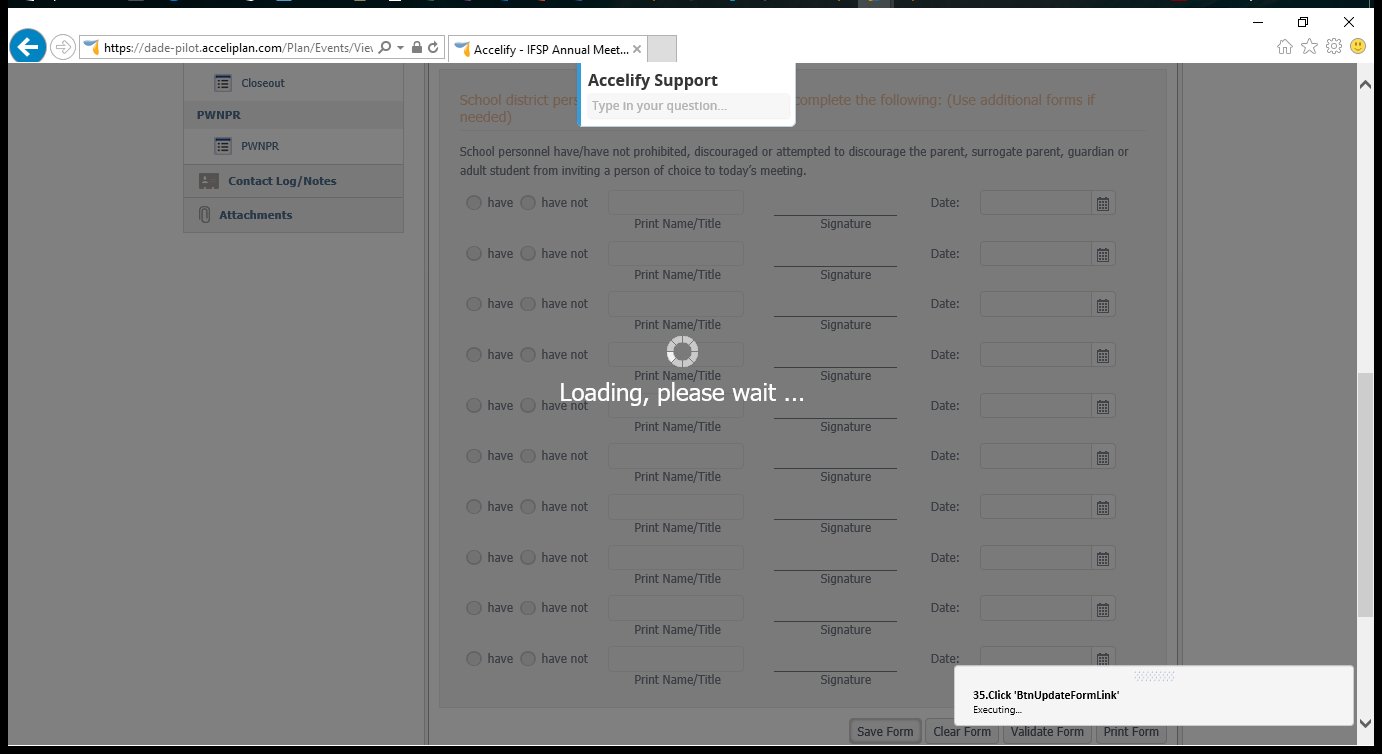 https://dade-pilot.acceliplan.com/Plan/Events/Viev
Accelify - IFSP Annual Meet...
Accelify Support
Type in your question...
Closeout
PWNPR
PWNPR
Contact Log/Notes
Attachments
School district pers complete the following: (Use additional forms if
needed)
School personnel have/have not prohibited, discouraged or attempted to discourage the parent, surrogate parent, guardian or
adult student from inviting a person of choice to today's meeting.
have have not Date:
Print Name/Title Signature
have have not Date:
Print Name/Title Signature
have have not Date:
Print Name/Title Signature
have have not Date:
Print Name/Title Signature
Loading, please wait ...
have have not Date:
Print Name/Title Signature
have have not Date:
Print Name/Title Signature
have have not Date:
Print Name/Title Signature
have have not Date:
Print Name/Title Signature
have have not Date:
Print Name/Title Signature
have have not Date:
Print Name/Title Signature
35.Click 'BtnUpdateFormLink'
Executing...
Save Form Clear Form Validate Form Print Form